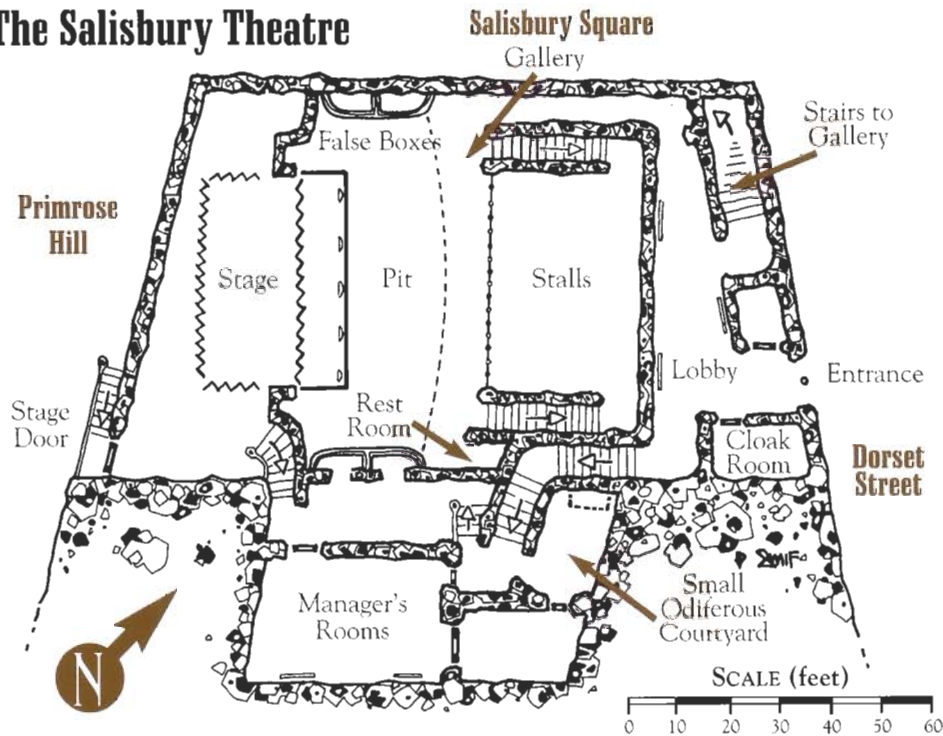 The Salisbury Theatre
Salisbury Square
Gallery
Stairs to
Gallery
False Boxes
Primrose
Hill
Stage
Pit
Stalls
Lobby
Entrance
Stage
Door
Rest
Room
Cloak
Room
Dorset
Street
Small
Odiferous
Courtyard
Manager's
Rooms
N
SCALE (feet)
0 10 20 30 40 50 60